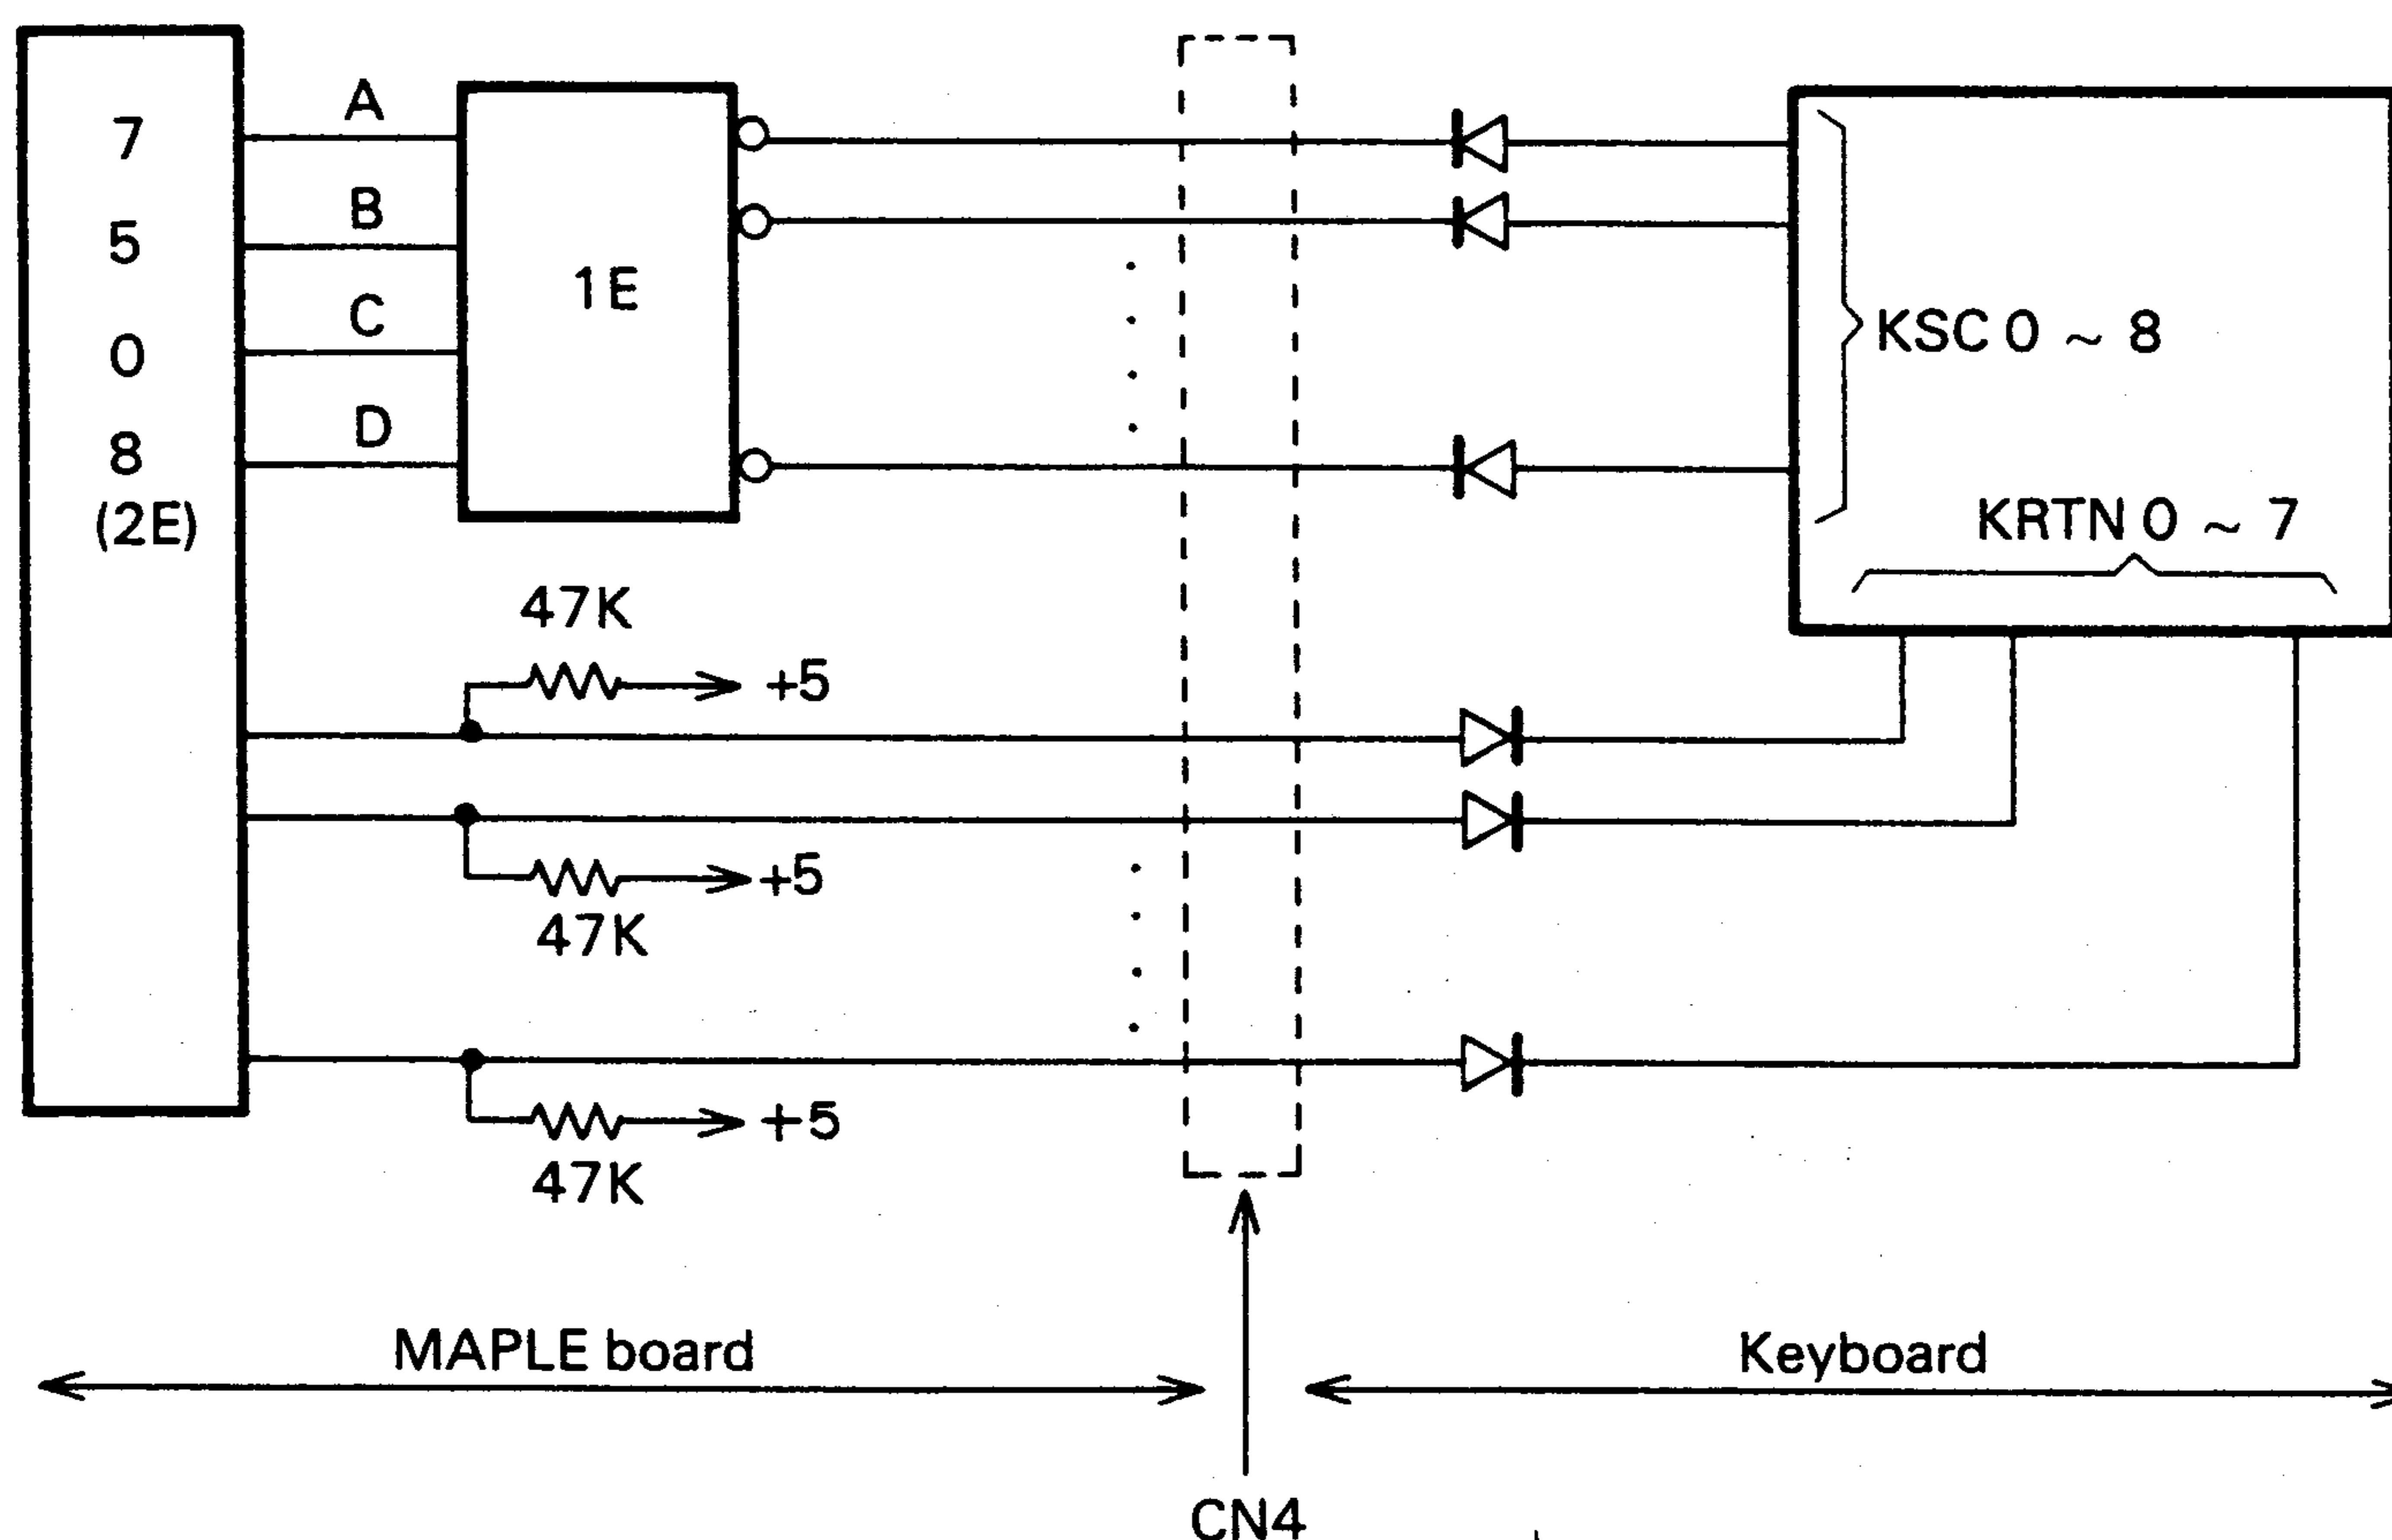 7
5
0
8
(2E)
A
B
C
D
1E
KSC 0 ~ 8
KRTN 0 ~ 7
47K
+5
+5
47K
+5
47K
MAPLE board
Keyboard
CN4